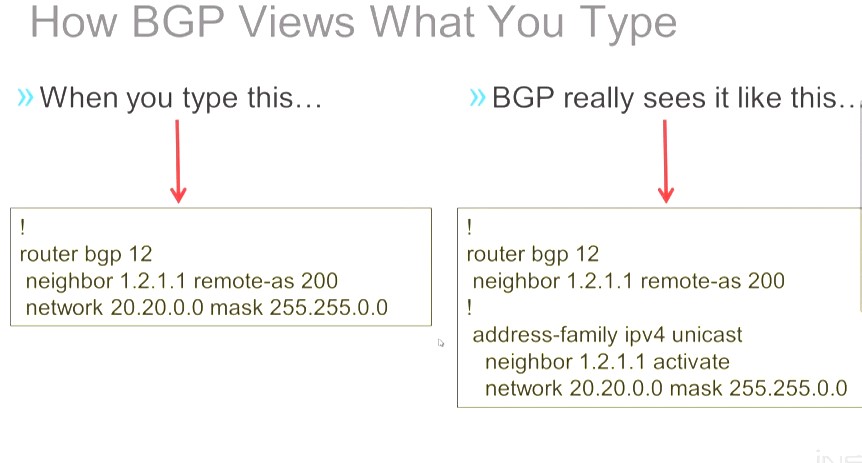 How BGP Views What You Type
» When you type this...
!
router bgp 12
neighbor 1.2.1.1 remote-as 200
network 20.20.0.0 mask 255.255.0.0
» BGP really sees it like this...
!
router bgp 12
neighbor 1.2.1.1 remote-as 200
!
address-family ipv4 unicast
neighbor 1.2.1.1 activate
network 20.20.0.0 mask 255.255.0.0